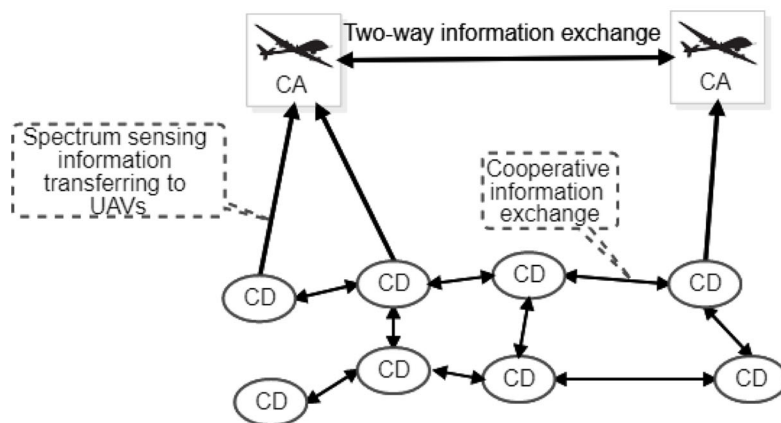 Two-way information exchange
CA
CA
Spectrum sensing
information
transferring to
UAVs
Cooperative
information
exchange
CD
CD
CD
CD
CD
CD
CD
CD